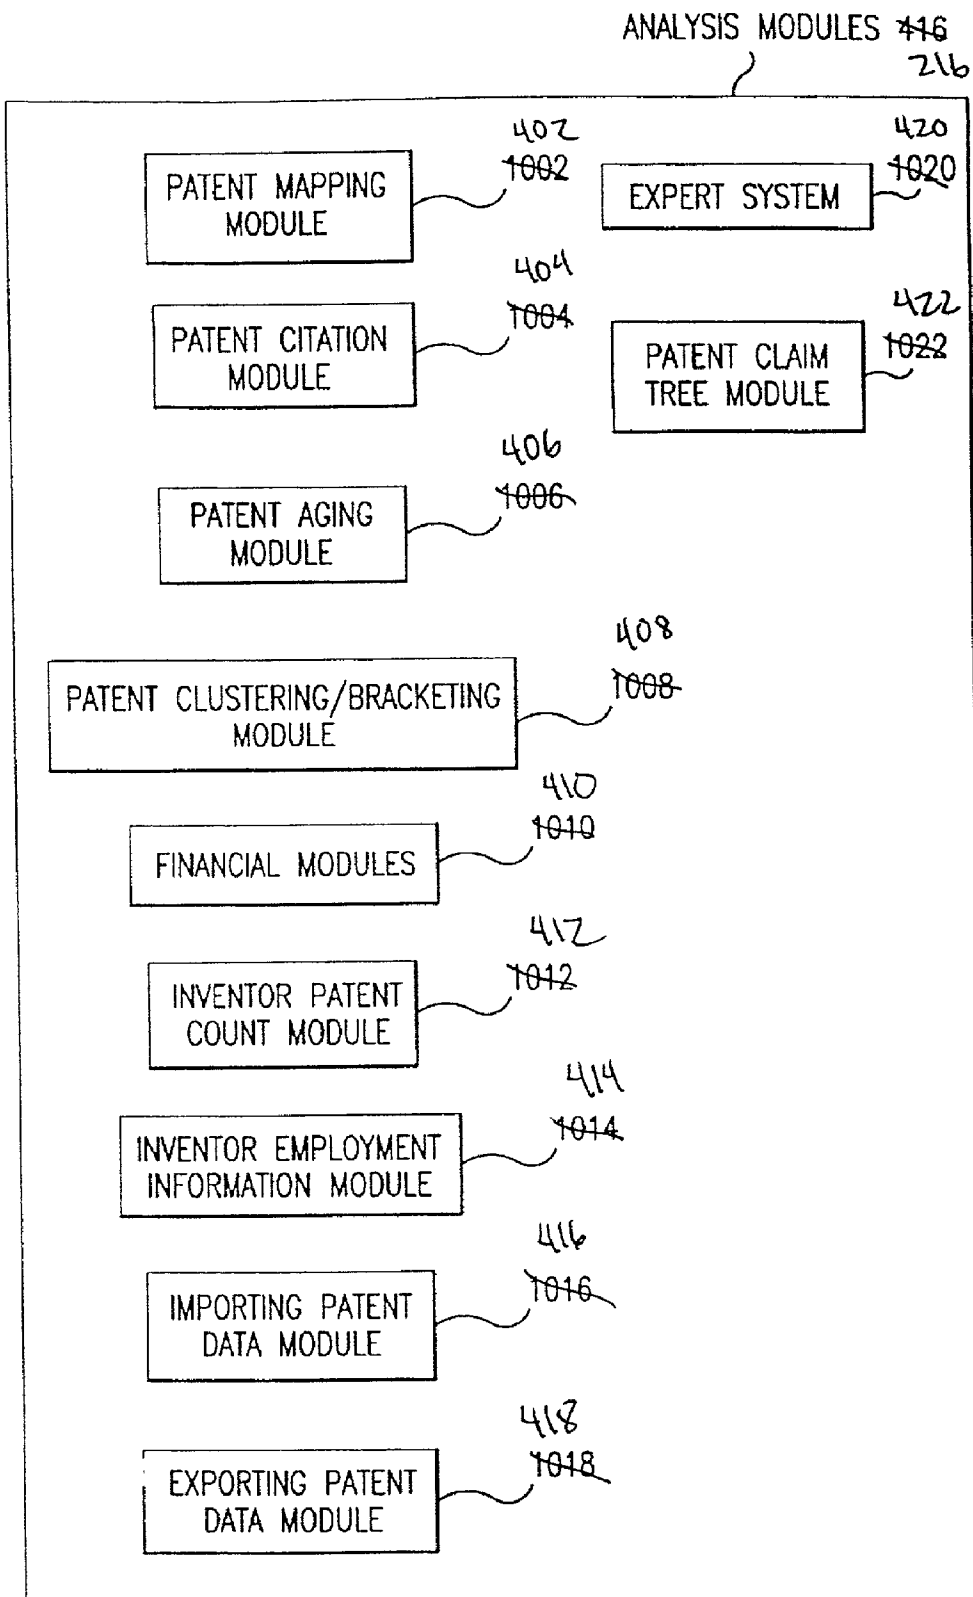 ANALYSIS MODULES 416
216
402
1002
PATENT MAPPING
MODULE
420
1020
EXPERT SYSTEM
404
1004
PATENT CITATION
MODULE
422
1022
PATENT CLAIM
TREE MODULE
406
1006
PATENT AGING
MODULE
408
1008
PATENT CLUSTERING/BRACKETING
MODULE
410
1010
FINANCIAL MODULES
412
1012
INVENTOR PATENT
COUNT MODULE
414
1014
INVENTOR EMPLOYMENT
INFORMATION MODULE
416
1016
IMPORTING PATENT
DATA MODULE
418
1018
EXPORTING PATENT
DATA MODULE